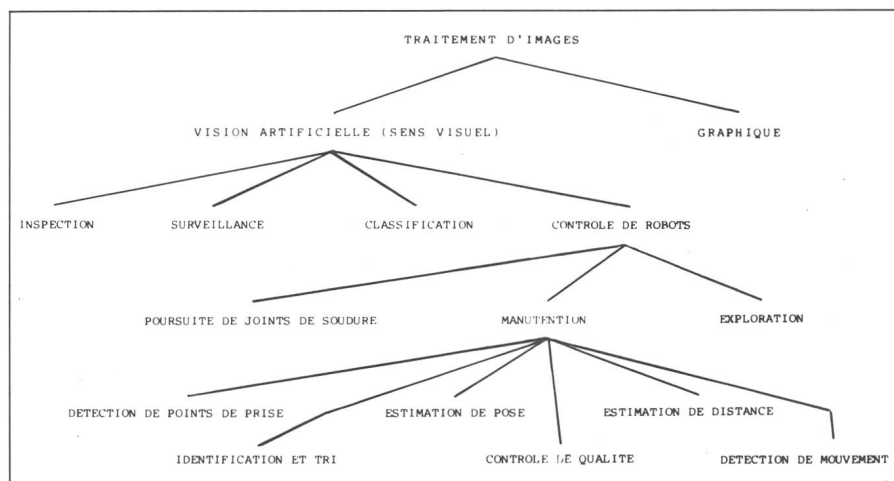 TRAITEMENT D'IMAGES
VISION ARTIFICIELLE (SENS VISUEL)
GRAPHIQUE
INSPECTION
SURVEILLANCE
CLASSIFICATION
CONTROLE DE ROBOTS
POURSUITE DE JOINTS DE SOUDURE
MANUTENTION
EXPLORATION
DETECTION DE POINTS DE PRISE
ESTIMATION DE POSE
ESTIMATION DE DISTANCE
IDENTIFICATION ET TRI
CONTROLE DE QUALITE
DETECTION DE MOUVEMENT